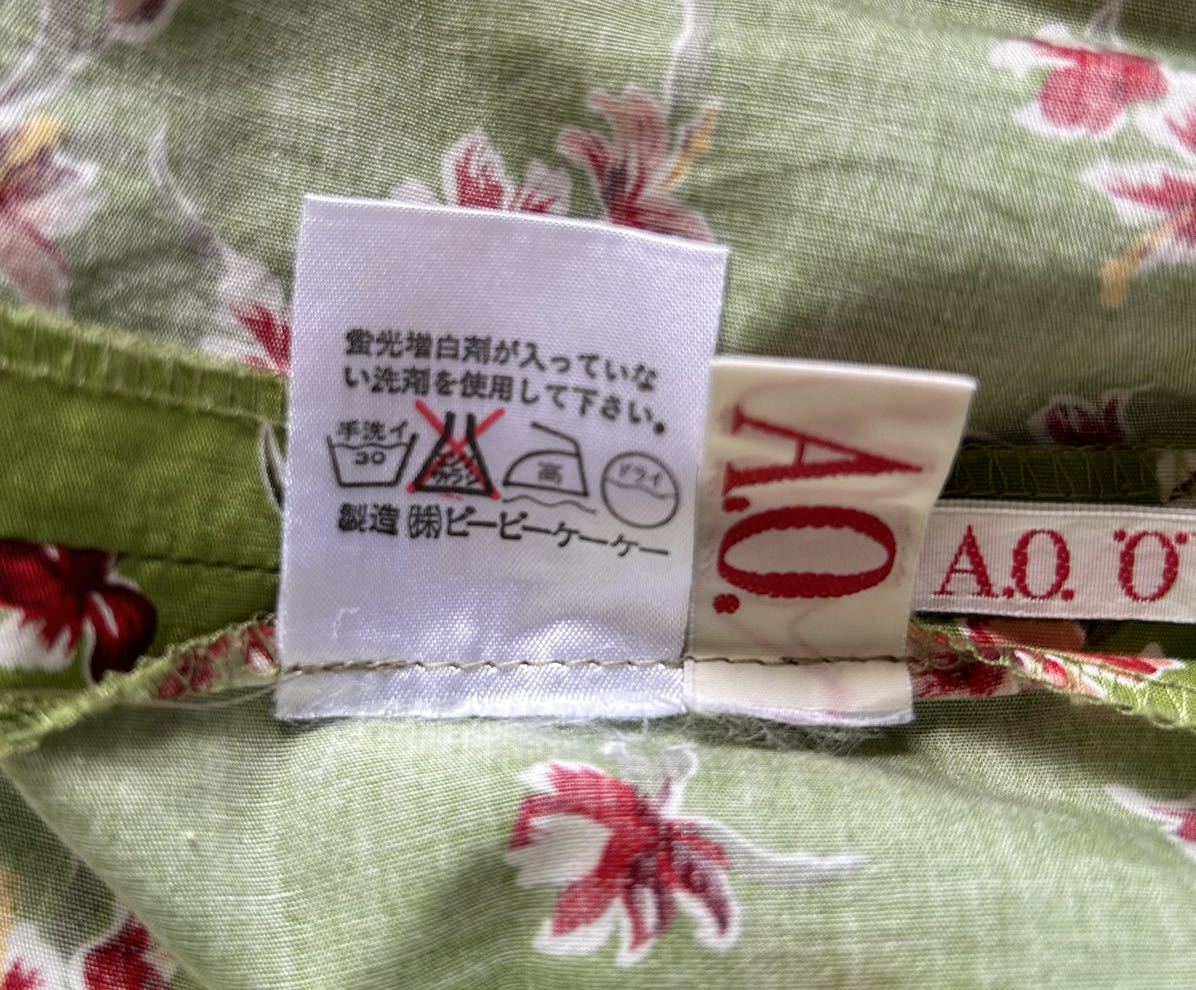 蛍光増白剤が入っていな
い洗剤を使用して下さい。
手洗イ
30
高
ドライ
製造 ㈱ピーピーケーケー
A.O.
A.O.